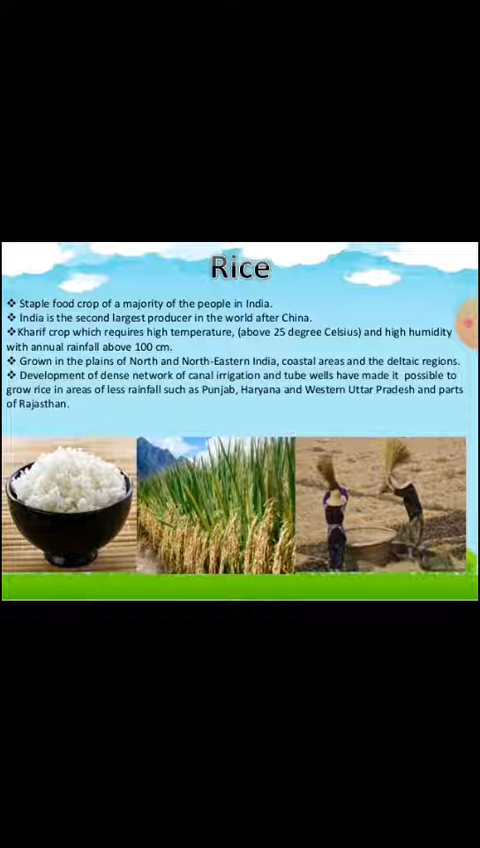 Rice
❖ Staple food crop of a majority of the people in India.
❖ India is the second largest producer in the world after China.
❖Kharif crop which requires high temperature, (above 25 degree Celsius) and high humidity
with annual rainfall above 100 cm.
❖ Grown in the plains of North and North-Eastern India, coastal areas and the deltaic regions.
❖ Development of dense network of canal irrigation and tube wells have made it possible to
grow rice in areas of less rainfall such as Punjab, Haryana and Western Uttar Pradesh and parts
of Rajasthan.